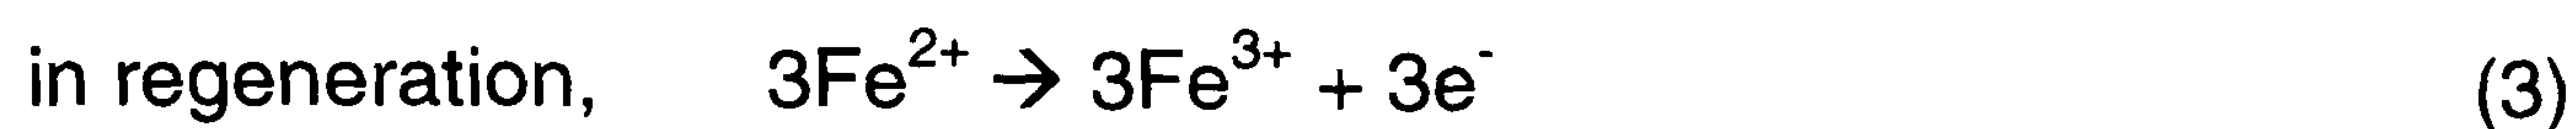 in regeneration, 3Fe²⁺ → 3Fe³⁺ + 3e⁻ (3)